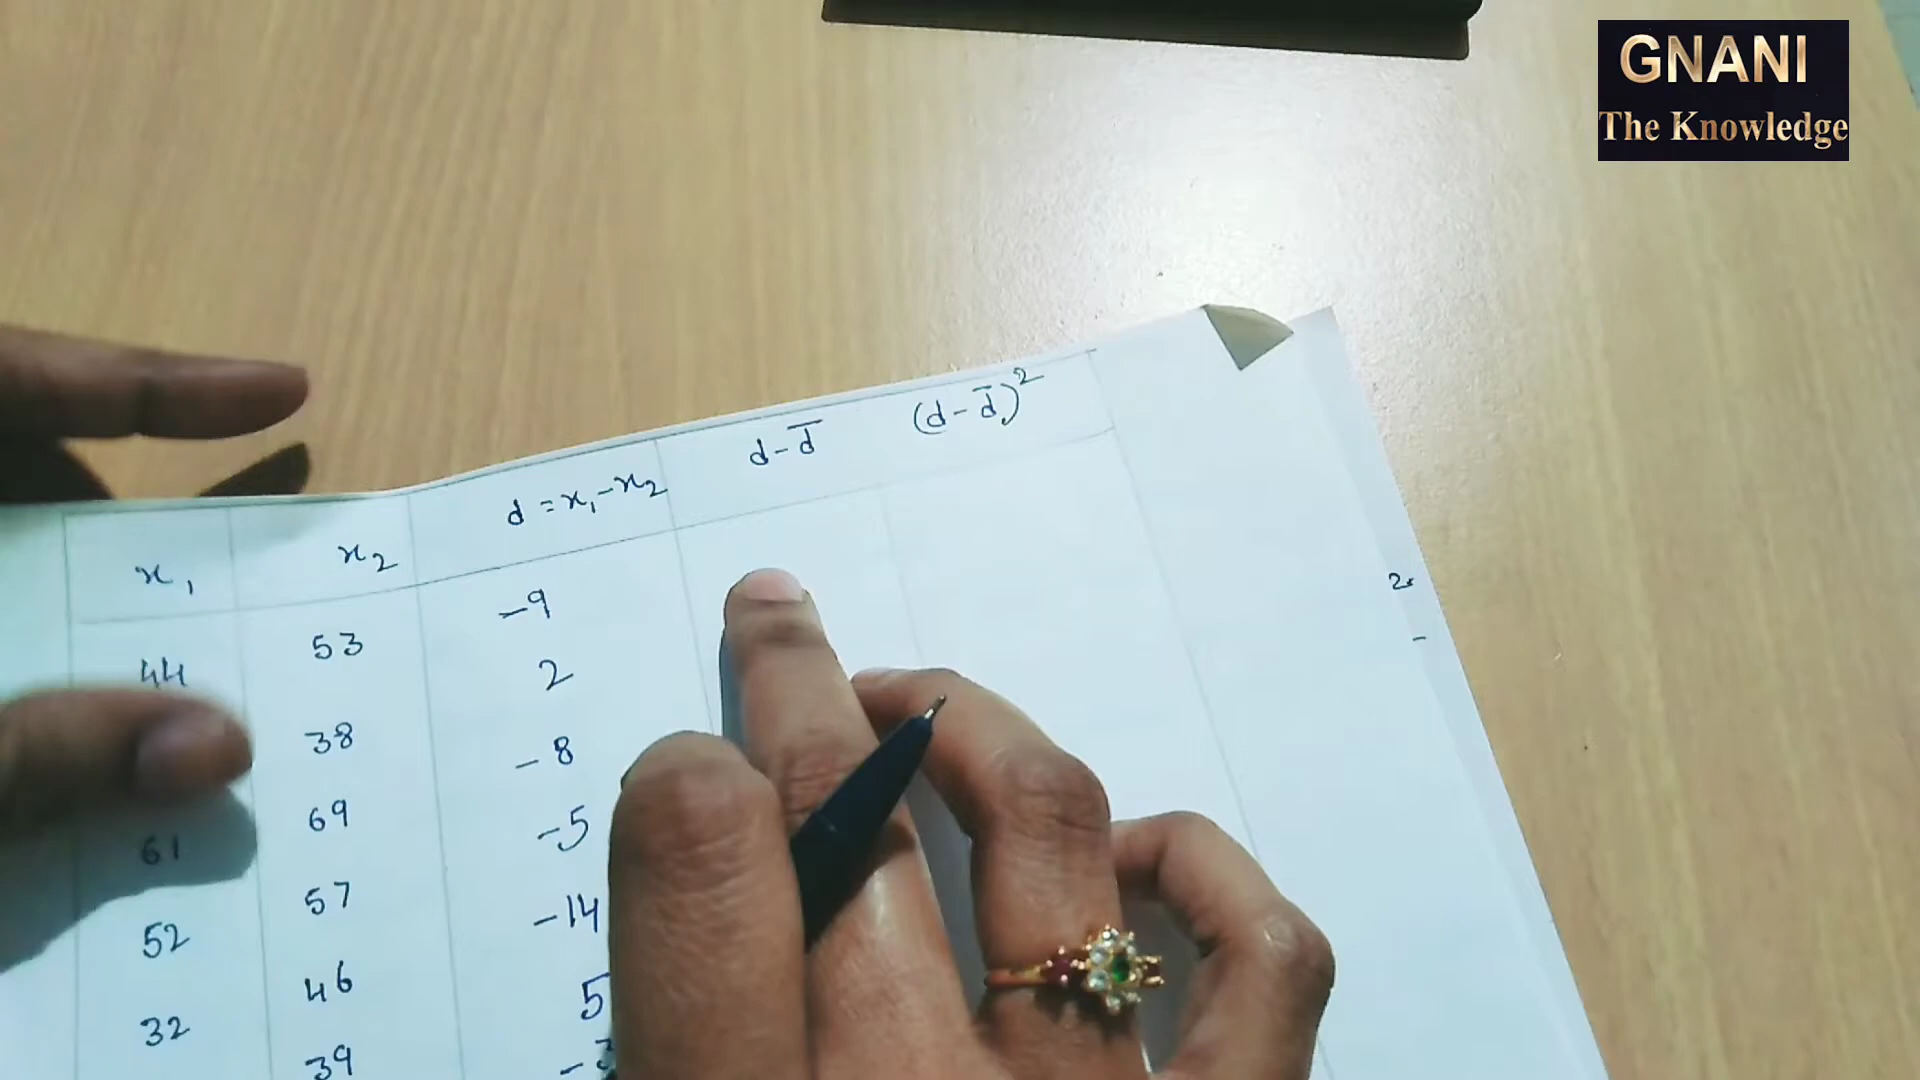 GNANI
The Knowledge
x₁ x₂ d = x₁-x₂ d-d̅ (d-d̅)²
44 53 -9
38 2
61 69 -8
52 57 -5
32 46 -14
39 5
2.
-